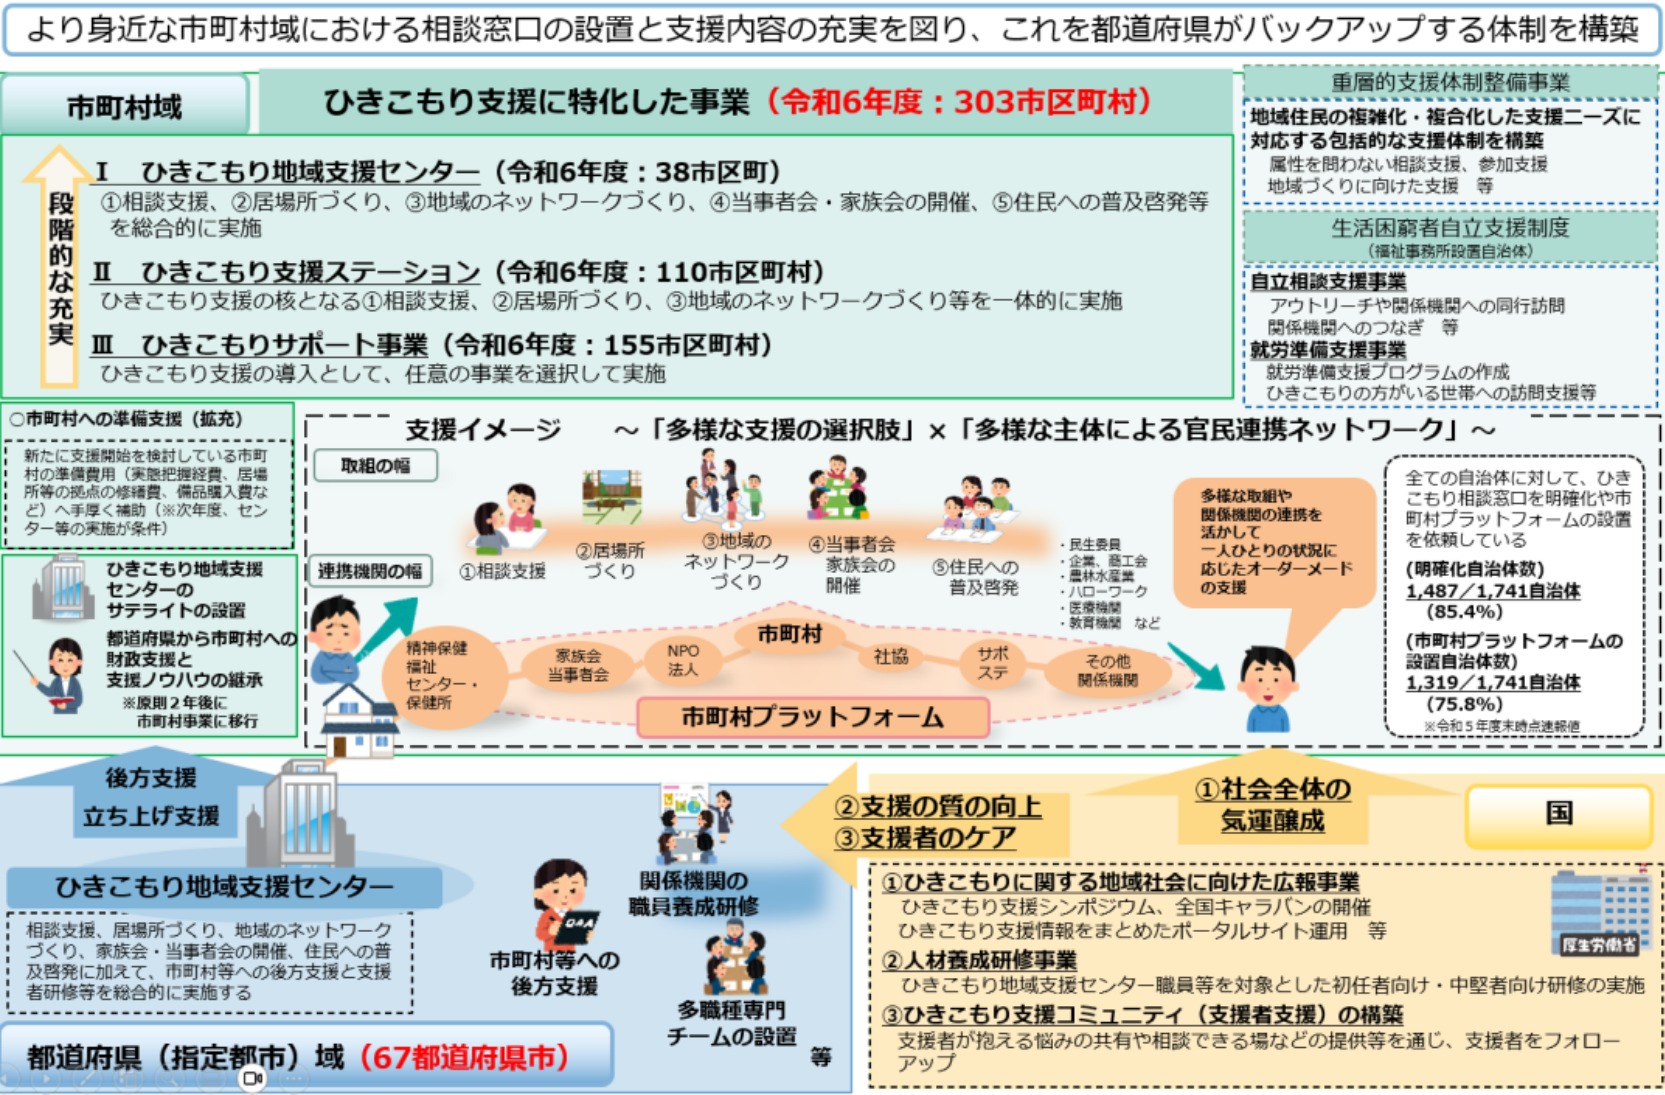 より身近な市町村域における相談窓口の設置と支援内容の充実を図り、これを都道府県がバックアップする体制を構築
市町村域
ひきこもり支援に特化した事業（令和6年度：303市区町村）
段階的な充実
Ⅰ　ひきこもり地域支援センター（令和6年度：38市区町）
①相談支援、②居場所づくり、③地域のネットワークづくり、④当事者会・家族会の開催、⑤住民への普及啓発等
を総合的に実施
Ⅱ　ひきこもり支援ステーション（令和6年度：110市区町村）
ひきこもり支援の核となる①相談支援、②居場所づくり、③地域のネットワークづくり等を一体的に実施
Ⅲ　ひきこもりサポート事業（令和6年度：155市区町村）
ひきこもり支援の導入として、任意の事業を選択して実施
重層的支援体制整備事業
地域住民の複雑化・複合化した支援ニーズに
対応する包括的な支援体制を構築
属性を問わない相談支援、参加支援
地域づくりに向けた支援　等
生活困窮者自立支援制度
（福祉事務所設置自治体）
自立相談支援事業
アウトリーチや関係機関への同行訪問
関係機関へのつなぎ　等
就労準備支援事業
就労準備支援プログラムの作成
ひきこもりの方がいる世帯への訪問支援等
○市町村への準備支援（拡充）
新たに支援開始を検討している市町
村の準備費用（実態把握経費、居場
所等の拠点の修繕費、備品購入費な
ど）へ手厚く補助（※次年度、セン
ター等の実施が条件）
ひきこもり地域支援
センターの
サテライトの設置
都道府県から市町村への
財政支援と
支援ノウハウの継承
※原則２年後に
市町村事業に移行
支援イメージ　～「多様な支援の選択肢」×「多様な主体による官民連携ネットワーク」～
取組の幅
①相談支援
②居場所
づくり
③地域の
ネットワーク
づくり
④当事者会
家族会の
開催
⑤住民への
普及啓発
連携機関の幅
・民生委員
・企業、商工会
・農林水産業
・ハローワーク
・医療機関
・教育機関　など
精神保健
福祉
センター・
保健所
家族会
当事者会
NPO
法人
市町村
社協
サポ
ステ
その他
関係機関
市町村プラットフォーム
多様な取組や
関係機関の連携を
活かして
一人ひとりの状況に
応じたオーダーメード
の支援
全ての自治体に対して、ひき
こもり相談窓口を明確化や市
町村プラットフォームの設置
を依頼している
(明確化自治体数)
1,487／1,741自治体
(85.4%)
(市町村プラットフォームの
設置自治体数)
1,319／1,741自治体
(75.8%)
※令和５年度末時点速報値
後方支援
立ち上げ支援
ひきこもり地域支援センター
相談支援、居場所づくり、地域のネットワーク
づくり、家族会・当事者会の開催、住民への普
及啓発に加えて、市町村等への後方支援と支援
者研修等を総合的に実施する
都道府県（指定都市）域（67都道府県市）
関係機関の
職員養成研修
Q&A
市町村等への
後方支援
多職種専門
チームの設置
等
②支援の質の向上
③支援者のケア
①社会全体の
気運醸成
国
①ひきこもりに関する地域社会に向けた広報事業
ひきこもり支援シンポジウム、全国キャラバンの開催
ひきこもり支援情報をまとめたポータルサイト運用　等
厚生労働省
②人材養成研修事業
ひきこもり地域支援センター職員等を対象とした初任者向け・中堅者向け研修の実施
③ひきこもり支援コミュニティ（支援者支援）の構築
支援者が抱える悩みの共有や相談できる場などの提供等を通じ、支援者をフォロー
アップ